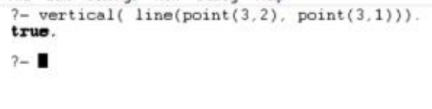 ?- vertical( line(point(3,2), point(3,1))).
true.
?-